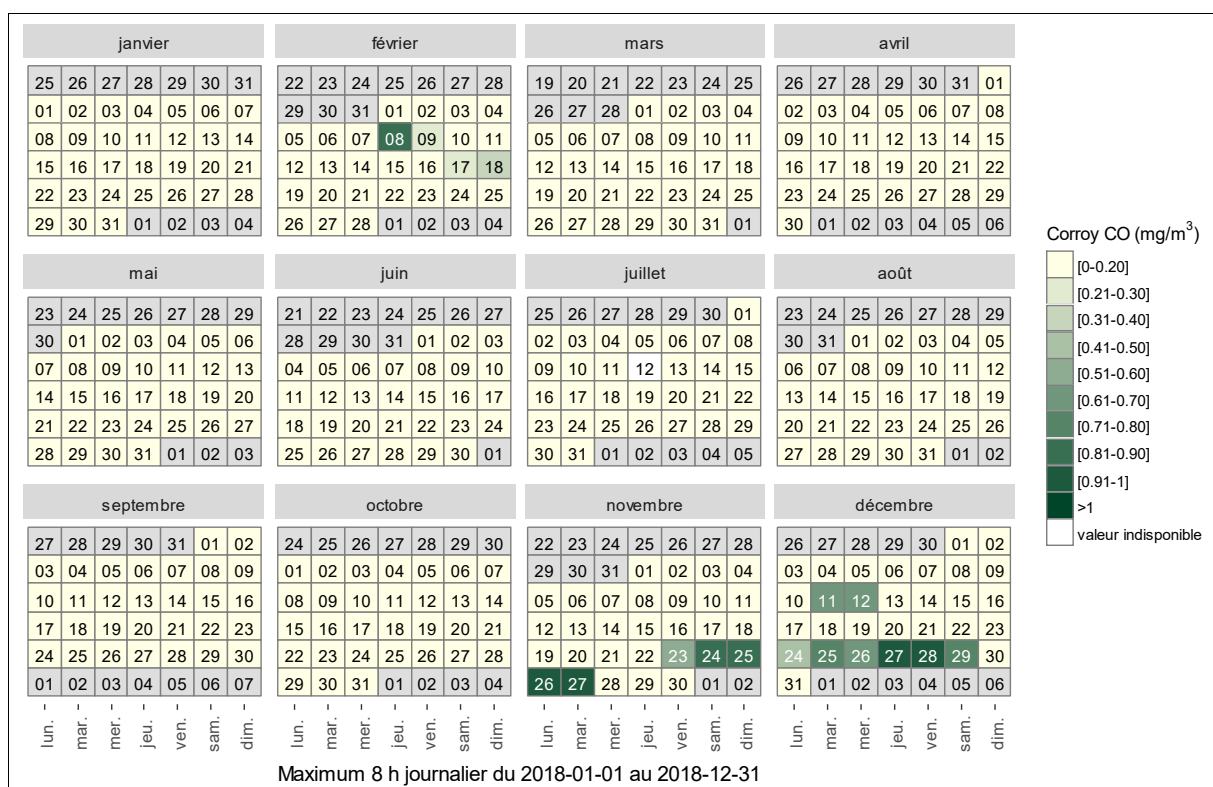 janvier février mars avril
25 26 27 28 29 30 31 22 23 24 25 26 27 28 19 20 21 22 23 24 25 26 27 28 29 30 31 01
01 02 03 04 05 06 07 29 30 31 01 02 03 04 26 27 28 01 02 03 04 02 03 04 05 06 07 08
08 09 10 11 12 13 14 05 06 07 08 09 10 11 05 06 07 08 09 10 11 09 10 11 12 13 14 15
15 16 17 18 19 20 21 12 13 14 15 16 17 18 12 13 14 15 16 17 18 16 17 18 19 20 21 22
22 23 24 25 26 27 28 19 20 21 22 23 24 25 19 20 21 22 23 24 25 23 24 25 26 27 28 29
29 30 31 01 02 03 04 26 27 28 01 02 03 04 26 27 28 29 30 31 01 30 01 02 03 04 05 06
mai juin juillet août
23 24 25 26 27 28 29 21 22 23 24 25 26 27 25 26 27 28 29 30 01 23 24 25 26 27 28 29
30 01 02 03 04 05 06 28 29 30 31 01 02 03 02 03 04 05 06 07 08 30 31 01 02 03 04 05
07 08 09 10 11 12 13 04 05 06 07 08 09 10 09 10 11 12 13 14 15 06 07 08 09 10 11 12
14 15 16 17 18 19 20 11 12 13 14 15 16 17 16 17 18 19 20 21 22 13 14 15 16 17 18 19
21 22 23 24 25 26 27 18 19 20 21 22 23 24 23 24 25 26 27 28 29 20 21 22 23 24 25 26
28 29 30 31 01 02 03 25 26 27 28 29 30 01 30 31 01 02 03 04 05 27 28 29 30 31 01 02
septembre octobre novembre décembre
27 28 29 30 31 01 02 24 25 26 27 28 29 30 22 23 24 25 26 27 28 26 27 28 29 30 01 02
03 04 05 06 07 08 09 01 02 03 04 05 06 07 29 30 31 01 02 03 04 03 04 05 06 07 08 09
10 11 12 13 14 15 16 08 09 10 11 12 13 14 05 06 07 08 09 10 11 10 11 12 13 14 15 16
17 18 19 20 21 22 23 15 16 17 18 19 20 21 12 13 14 15 16 17 18 17 18 19 20 21 22 23
24 25 26 27 28 29 30 22 23 24 25 26 27 28 19 20 21 22 23 24 25 24 25 26 27 28 29 30
01 02 03 04 05 06 07 29 30 31 01 02 03 04 26 27 28 29 30 01 02 31 01 02 03 04 05 06
lun. mar. mer. jeu. ven. sam. dim. lun. mar. mer. jeu. ven. sam. dim. lun. mar. mer. jeu. ven. sam. dim. lun. mar. mer. jeu. ven. sam. dim.
Maximum 8 h journalier du 2018-01-01 au 2018-12-31
Corroy CO (mg/m³)
[0-0.20]
[0.21-0.30]
[0.31-0.40]
[0.41-0.50]
[0.51-0.60]
[0.61-0.70]
[0.71-0.80]
[0.81-0.90]
[0.91-1]
>1
valeur indisponible